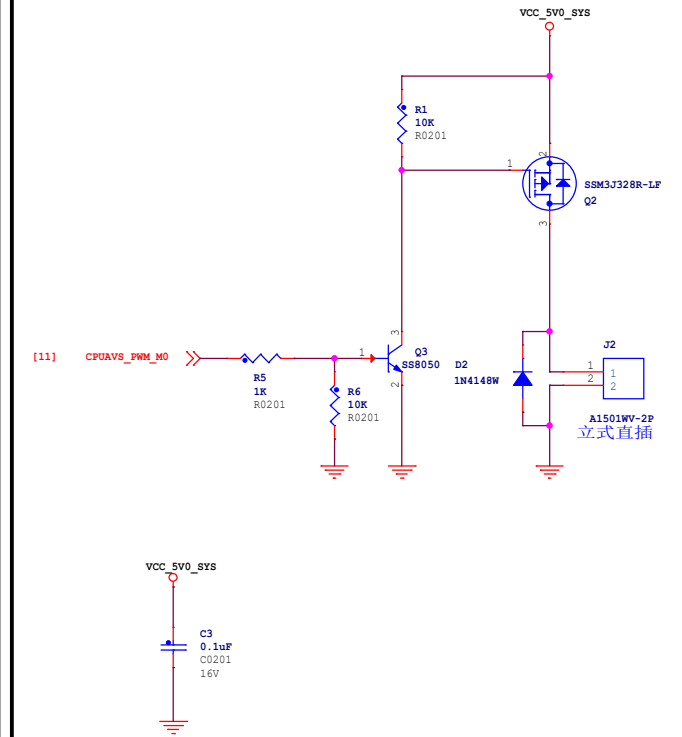 VCC_5V0_SYS
R1
10K
R0201
2
1
SSM3J328R-LF
Q2
3
[11] CPUAVS_PWM_M0
R5
1K
R0201
R6
10K
R0201
1
3
2
Q3
SS8050
D2
1N4148W
J2
1
2
1
2
A1501WV-2P
立式直插
VCC_5V0_SYS
C3
0.1uF
C0201
16V